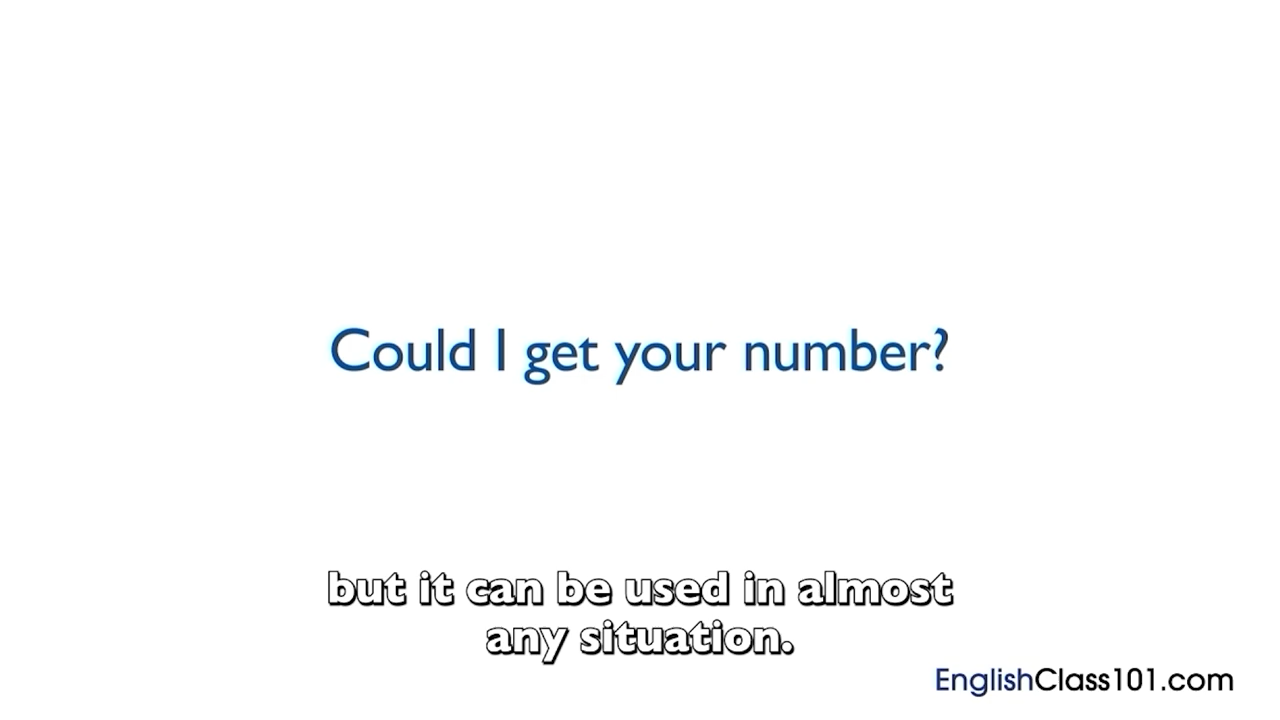 Could I get your number?
but it can be used in almost
any situation.
EnglishClass101.com